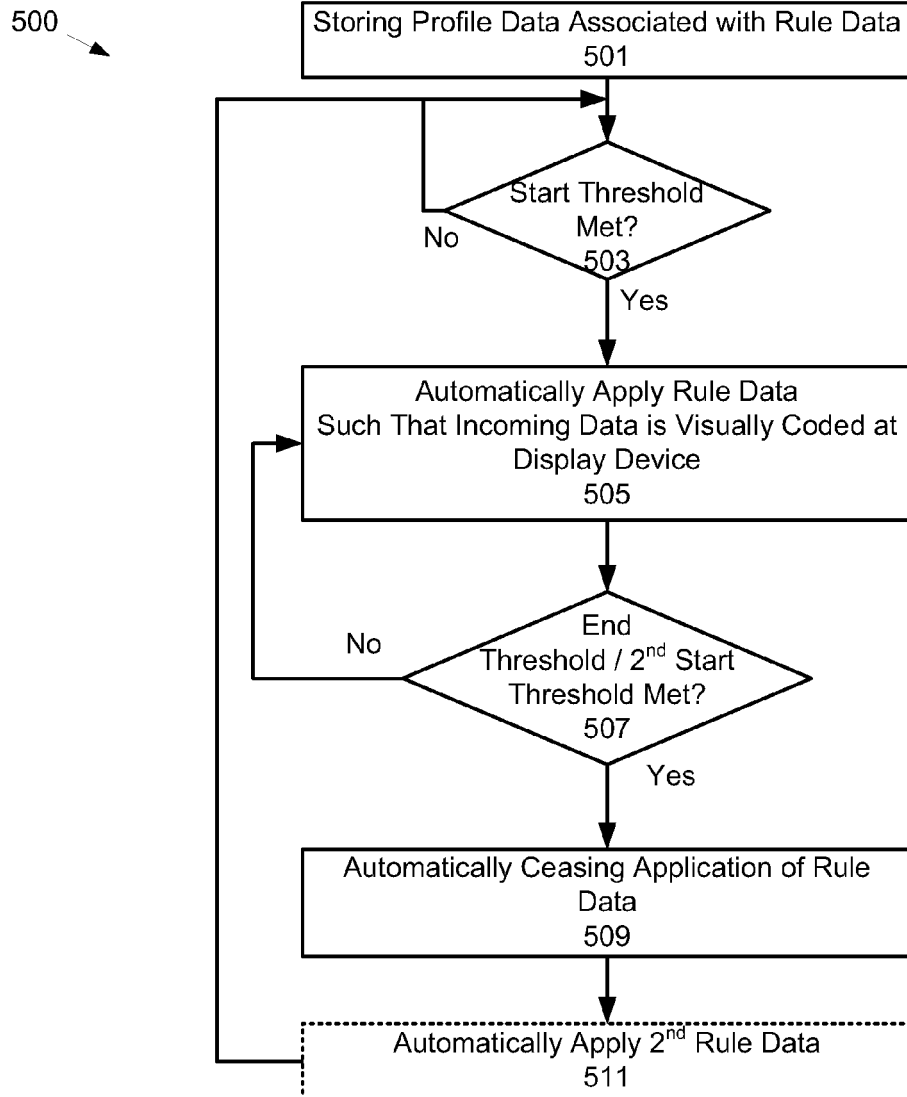 500
Storing Profile Data Associated with Rule Data
501
Start Threshold
Met?
503
No
Yes
Automatically Apply Rule Data
Such That Incoming Data is Visually Coded at
Display Device
505
No
End
Threshold / 2nd Start
Threshold Met?
507
Yes
Automatically Ceasing Application of Rule
Data
509
Automatically Apply 2nd Rule Data
511